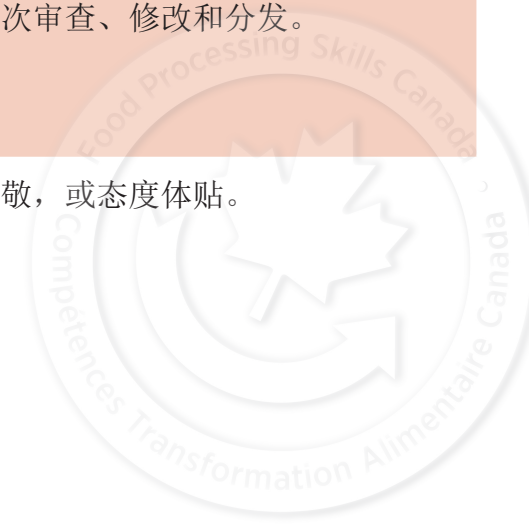 次审查、修改和分发。
敬，或态度体贴。
Food Processing Skills Canada
Compétences Transformation Alimentaire Canada